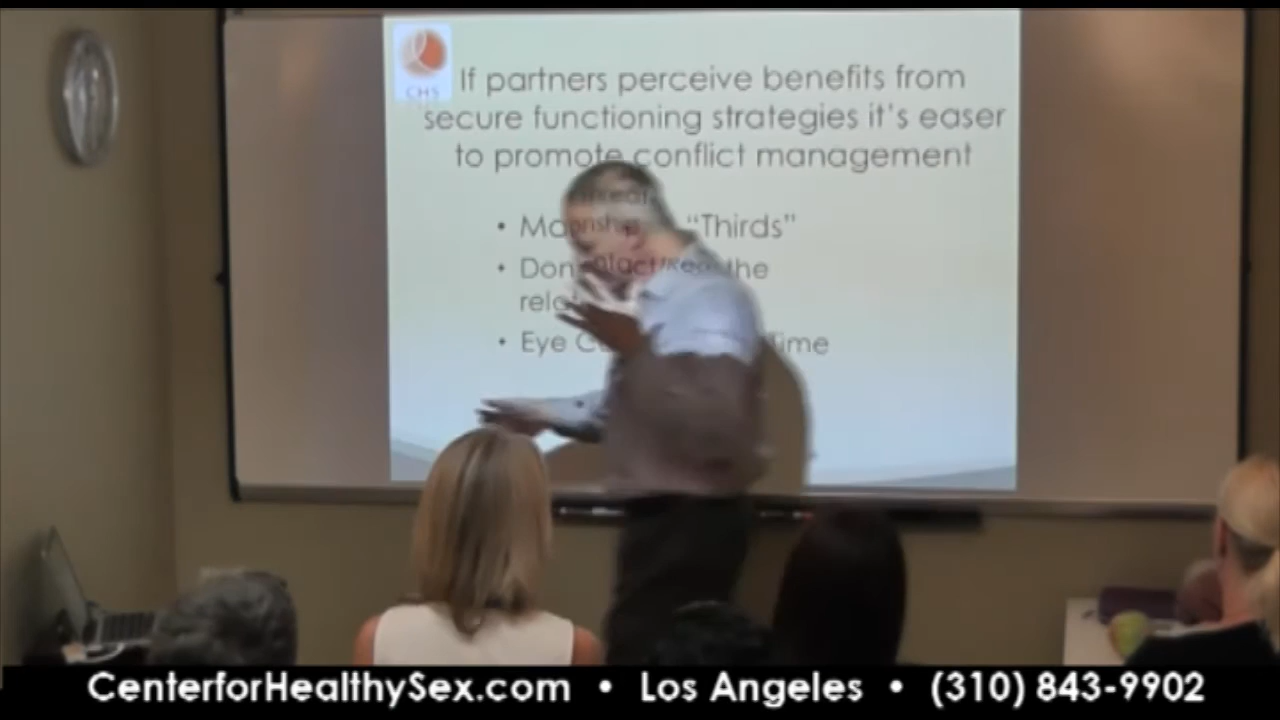 CHS
If partners perceive benefits from
secure functioning strategies it's easer
to promote conflict management
• "Thirds"
• the
• Eye Time
CenterforHealthySex.com • Los Angeles • (310) 843-9902